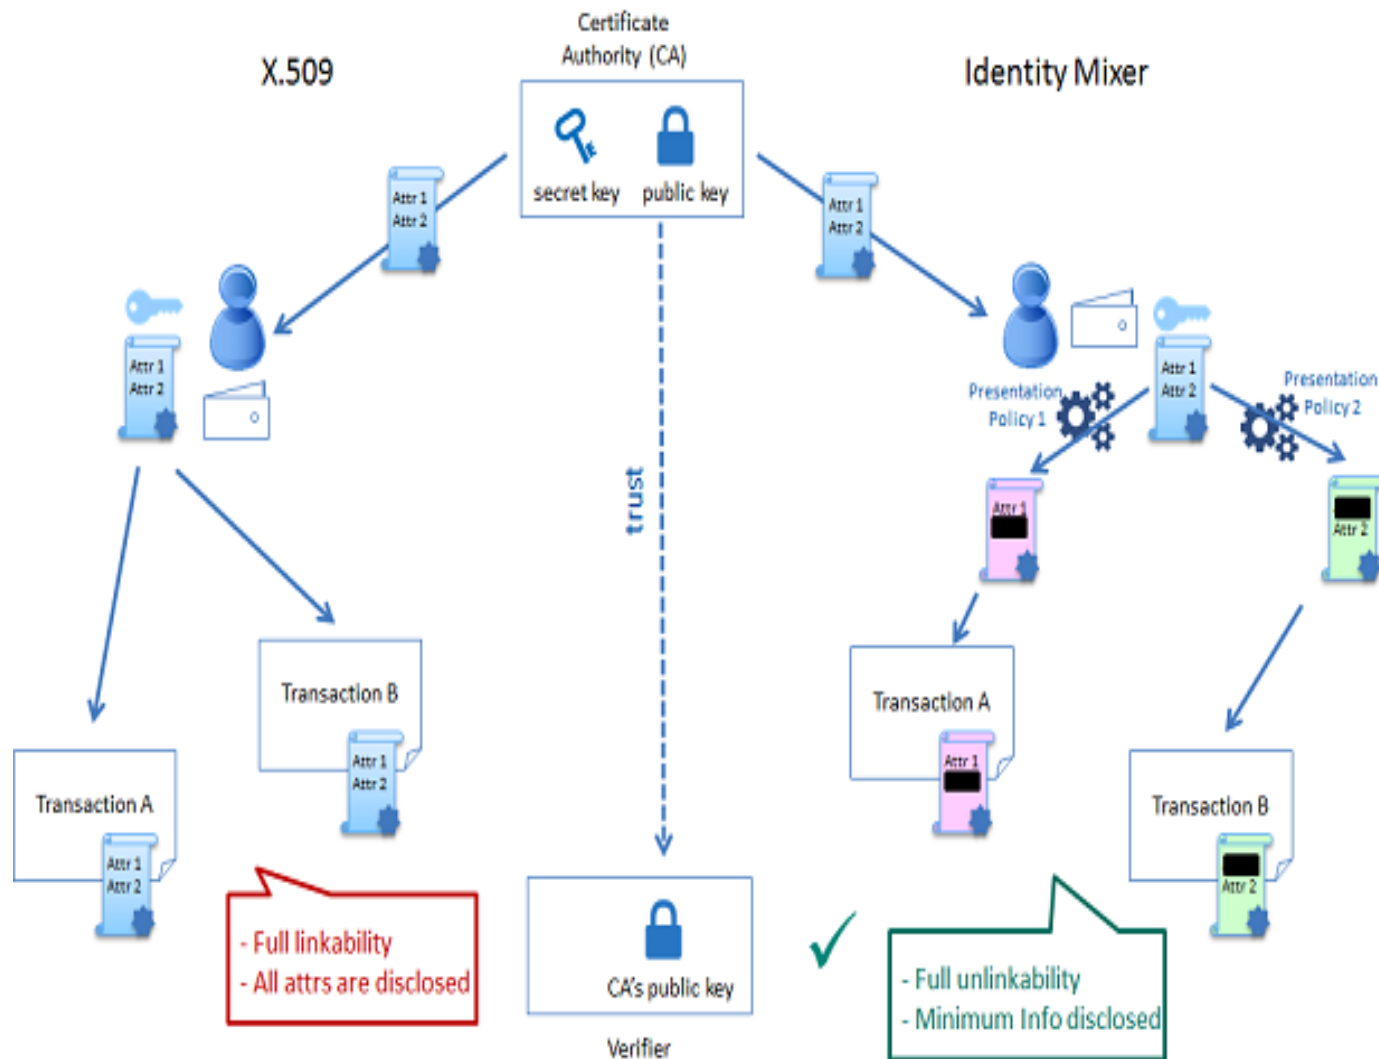 Certificate
Authority (CA)
X.509
Identity Mixer
secret key
public key
Attr 1
Attr 2
Attr 1
Attr 2
Attr 1
Attr 2
Attr 1
Attr 2
Presentation
Policy 1
Presentation
Policy 2
trust
Attr 1
Attr 2
Transaction B
Attr 1
Attr 2
Transaction A
Attr 1
Attr 2
Transaction A
Attr 1
Transaction B
Attr 2
- Full linkability
- All attrs are disclosed
CA's public key
Verifier
- Full unlinkability
- Minimum Info disclosed